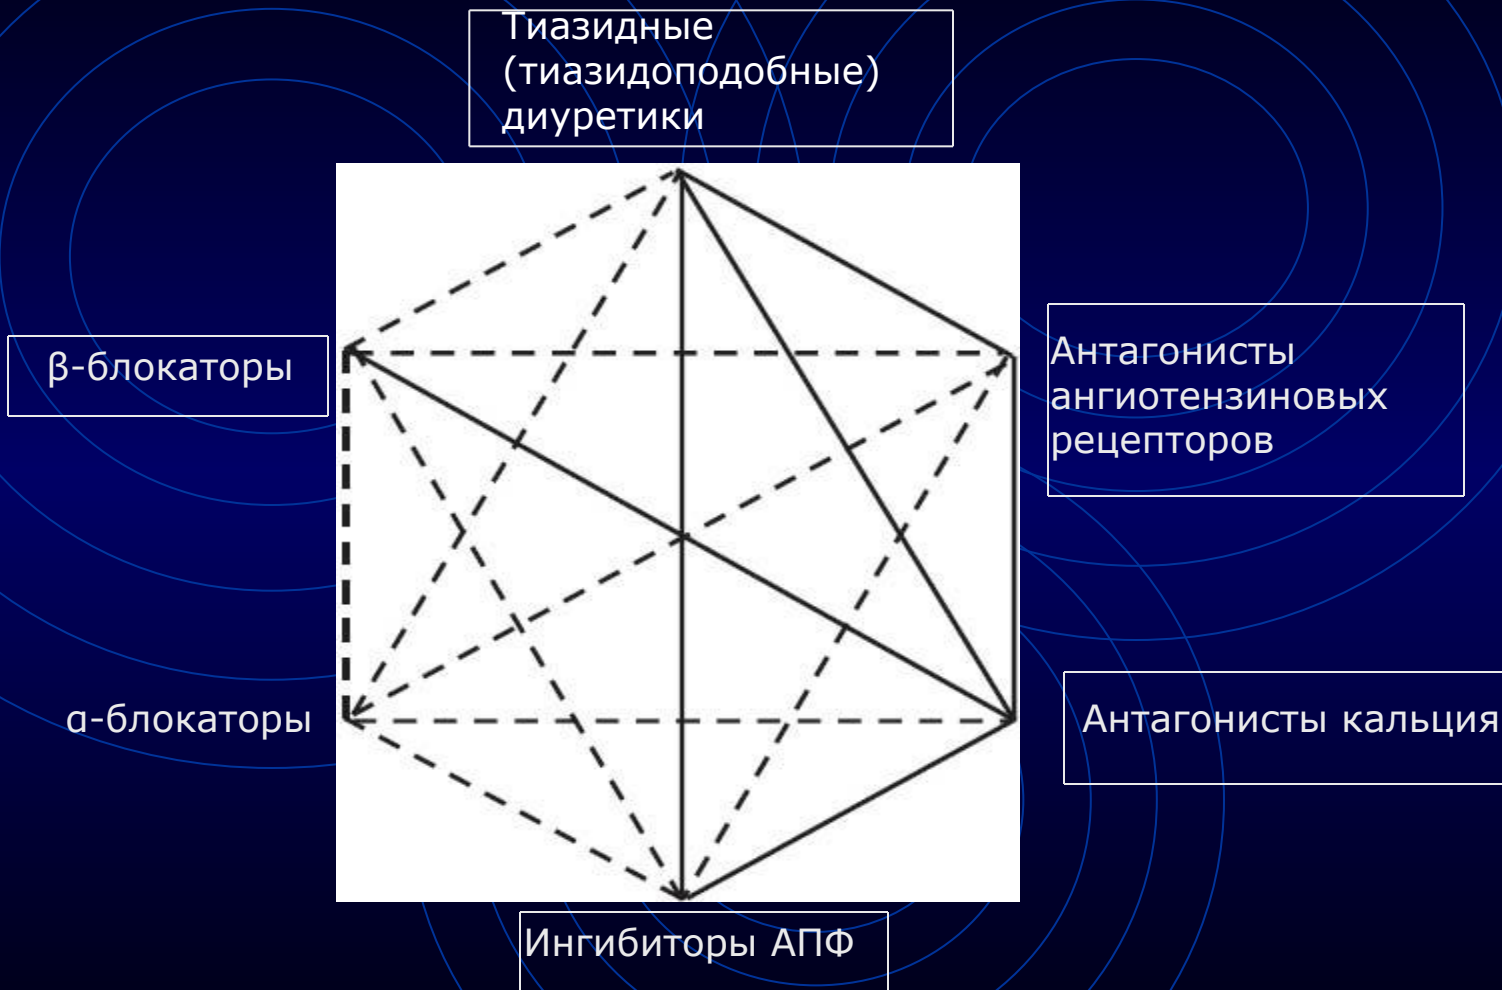 Тиазидные
(тиазидоподобные)
диуретики
β-блокаторы
Антагонисты
ангиотензиновых
рецепторов
α-блокаторы
Антагонисты кальция
Ингибиторы АПФ